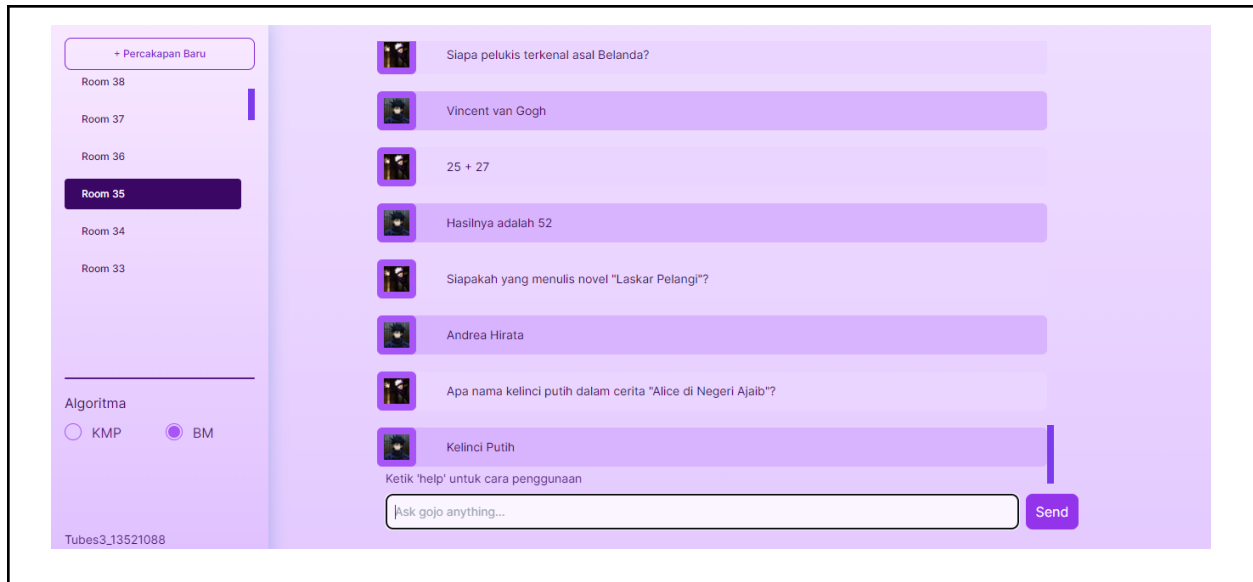 + Percakapan Baru
Room 38
Room 37
Room 36
Room 35
Room 34
Room 33
Algoritma
KMP BM
Tubes3_13521088
Siapa pelukis terkenal asal Belanda?
Vincent van Gogh
25 + 27
Hasilnya adalah 52
Siapakah yang menulis novel "Laskar Pelangi"?
Andrea Hirata
Apa nama kelinci putih dalam cerita "Alice di Negeri Ajaib"?
Kelinci Putih
Ketik 'help' untuk cara penggunaan
Ask gojo anything...
Send